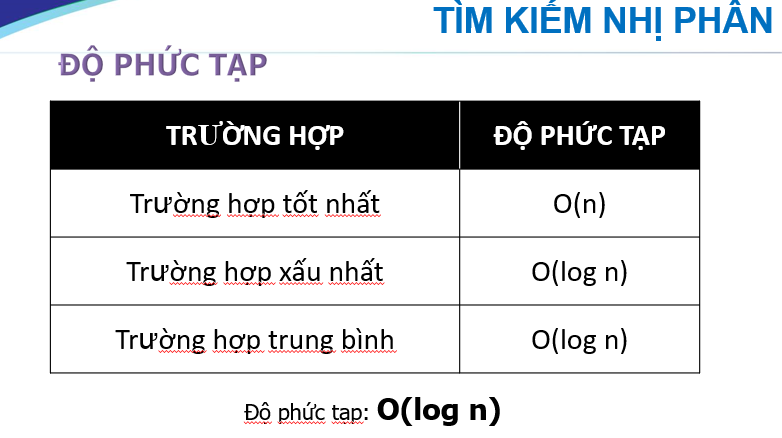 TÌM KIẾM NHỊ PHÂN
ĐỘ PHỨC TẠP
TRƯỜNG HỢP ĐỘ PHỨC TẠP
Trường hợp tốt nhất O(n)
Trường hợp xấu nhất O(log n)
Trường hợp trung bình O(log n)
Độ phức tạp: O(log n)